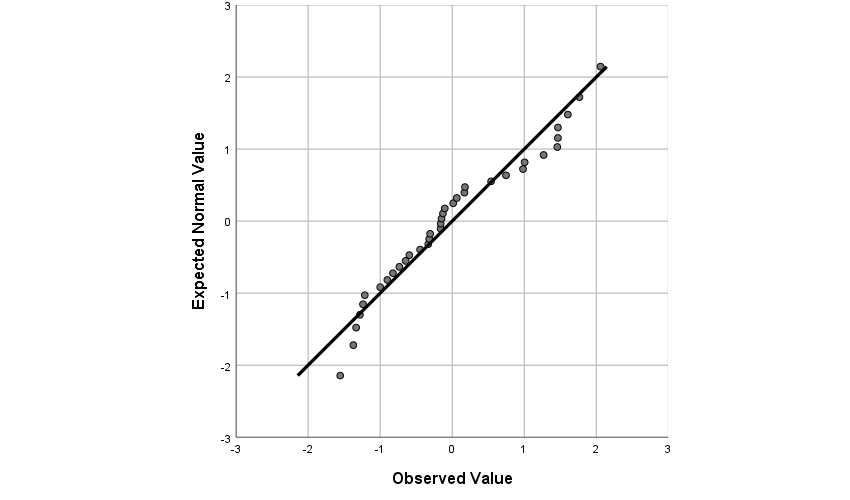 3
2
1
0
-1
-2
-3
-3 -2 -1 0 1 2 3
Expected Normal Value
Observed Value